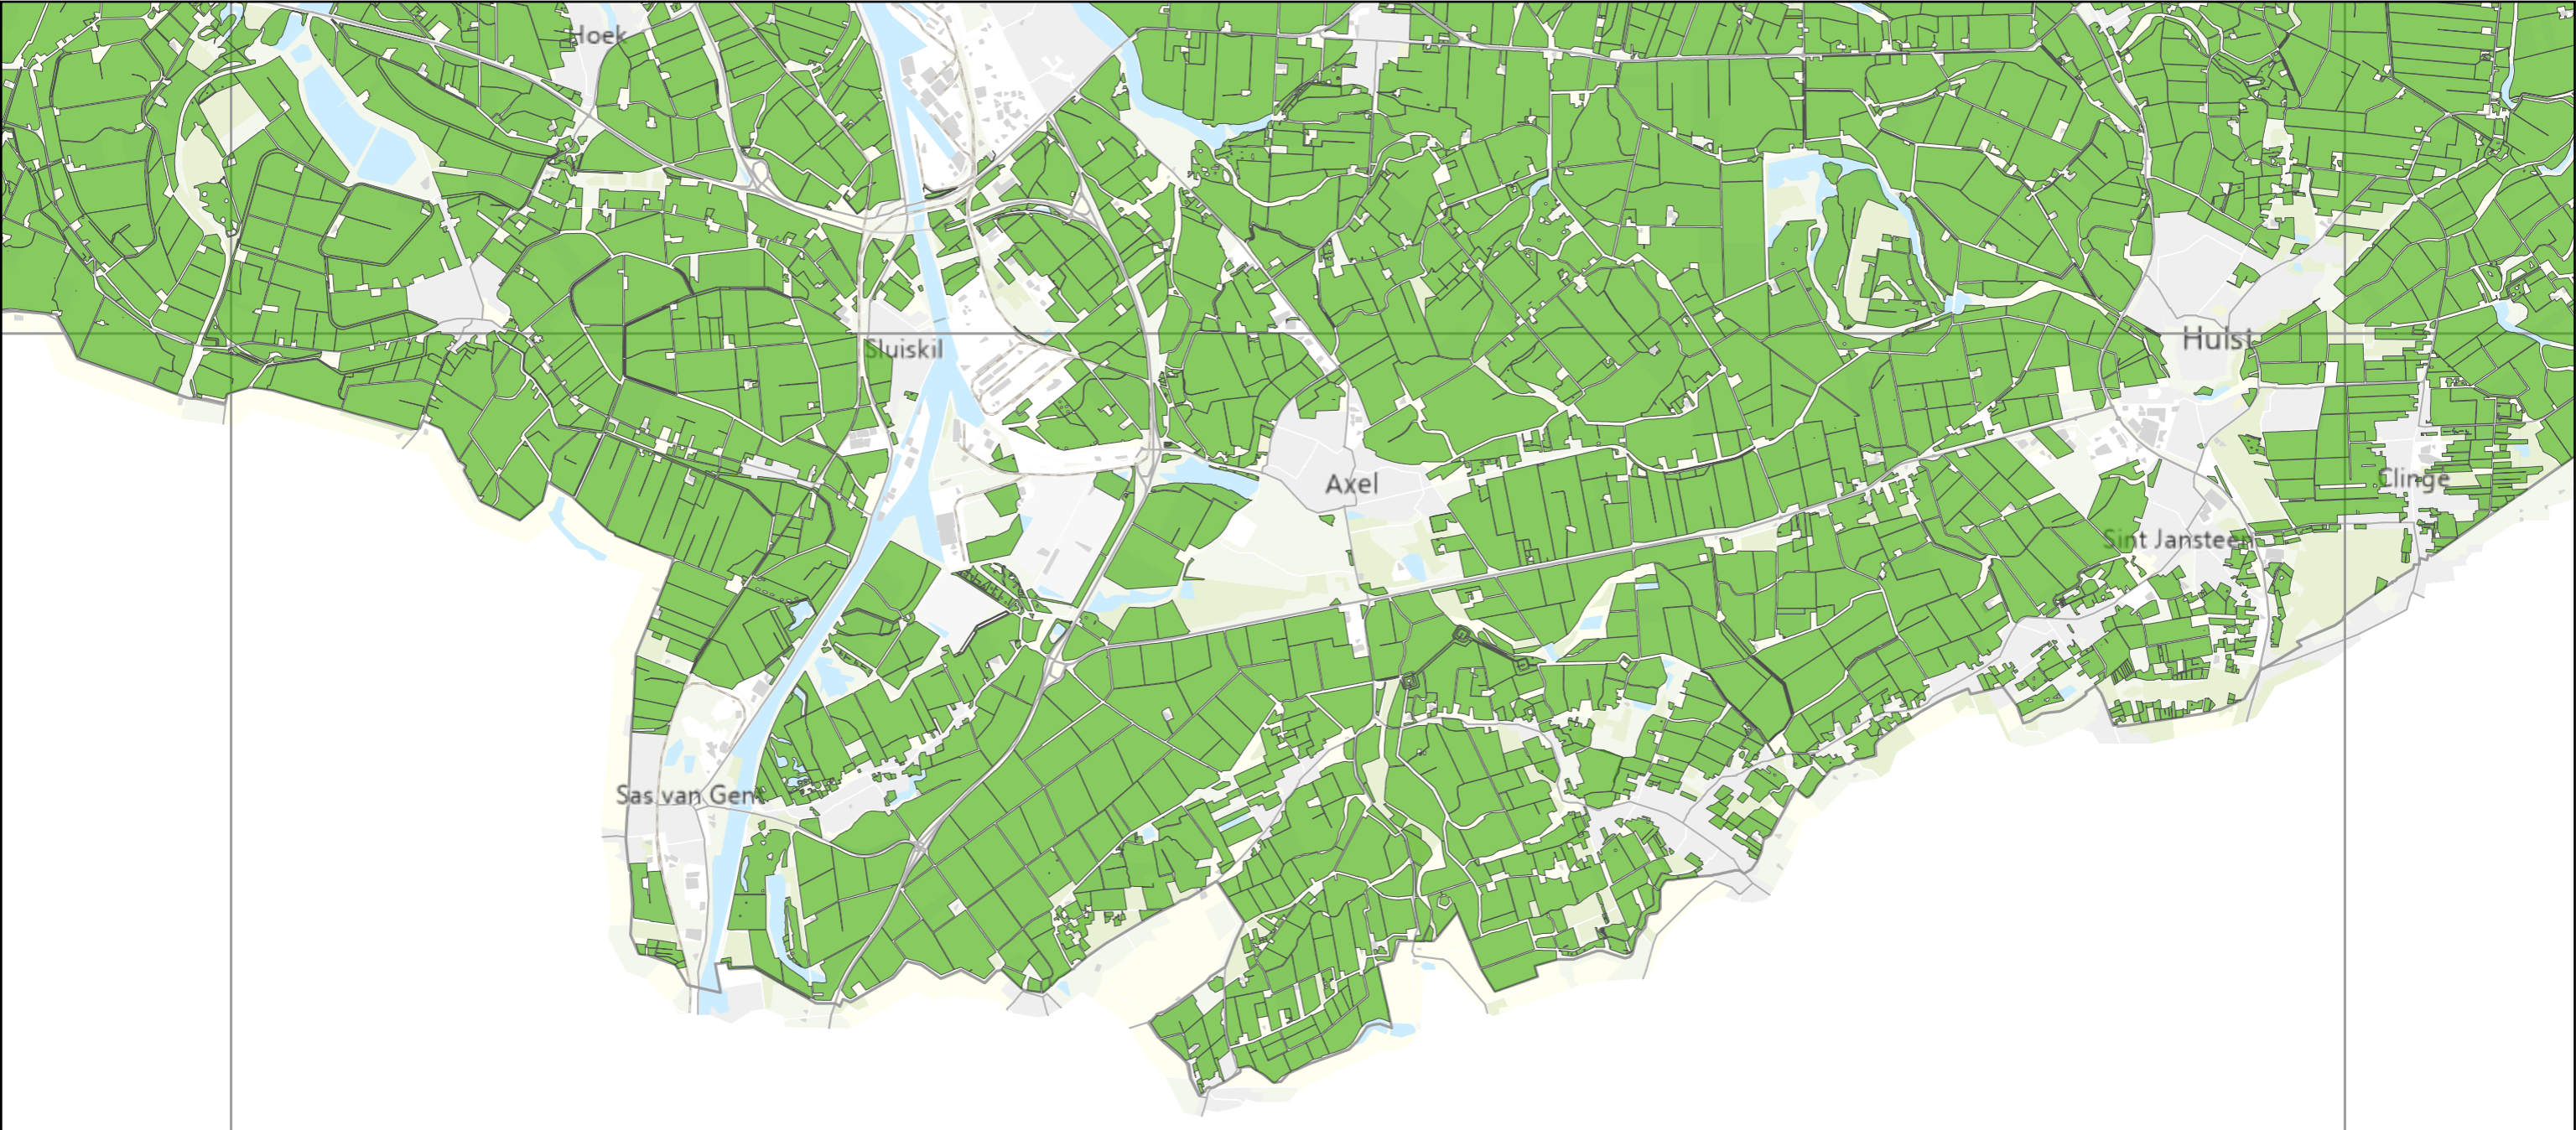 Hoek
Sluiskil
Hulst
Axel
Clinge
Sint Jansteen
Sas van Gent